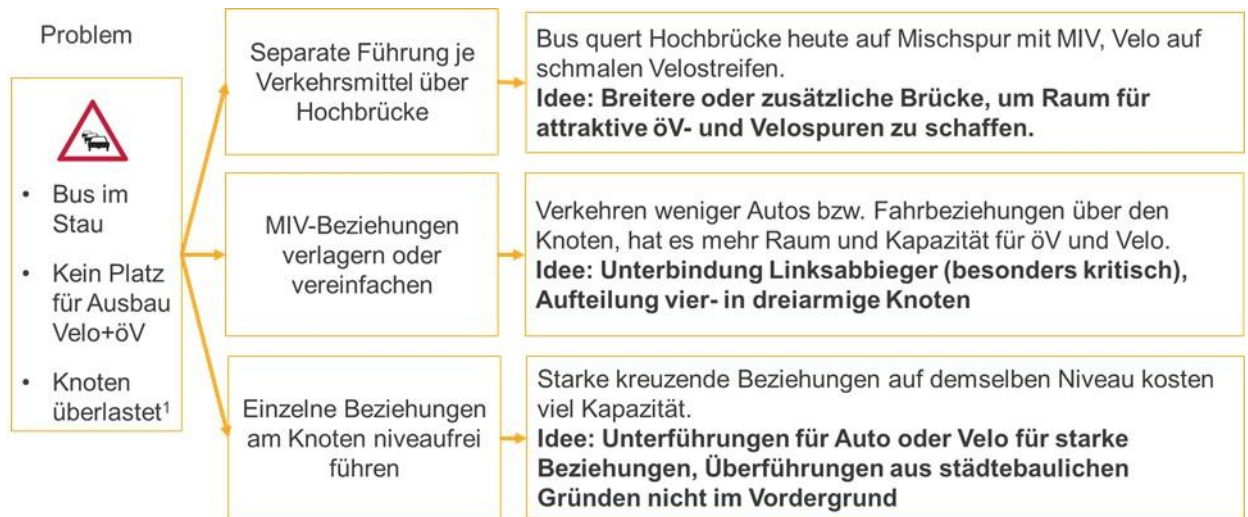 Problem
• Bus im
Stau
• Kein Platz
für Ausbau
Velo+öV
• Knoten
überlastet¹
Separate Führung je
Verkehrsmittel über
Hochbrücke
Bus quert Hochbrücke heute auf Mischspur mit MIV, Velo auf
schmalen Velostreifen.
Idee: Breitere oder zusätzliche Brücke, um Raum für
attraktive öV- und Velospuren zu schaffen.
MIV-Beziehungen
verlagern oder
vereinfachen
Verkehren weniger Autos bzw. Fahrbeziehungen über den
Knoten, hat es mehr Raum und Kapazität für öV und Velo.
Idee: Unterbindung Linksabbieger (besonders kritisch),
Aufteilung vier- in dreiarmige Knoten
Einzelne Beziehungen
am Knoten niveaufrei
führen
Starke kreuzende Beziehungen auf demselben Niveau kosten
viel Kapazität.
Idee: Unterführungen für Auto oder Velo für starke
Beziehungen, Überführungen aus städtebaulichen
Gründen nicht im Vordergrund